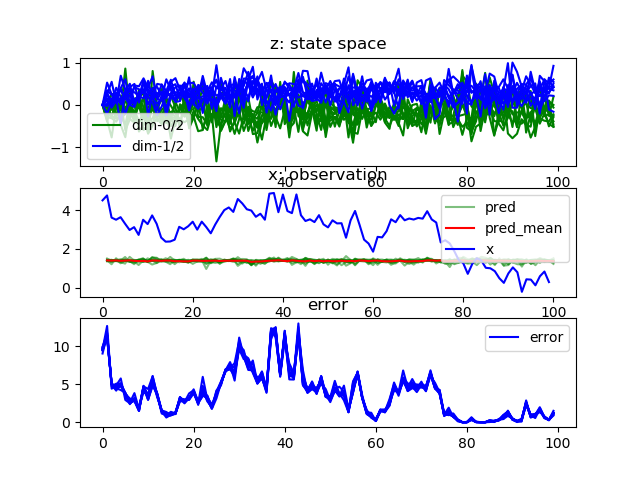 z: state space
1
0
−1
dim-0/2
dim-1/2
0 20 40 60 80 100
x: observation
4
2
0
pred
pred_mean
x
0 20 40 60 80 100
error
10
5
0
error
0 20 40 60 80 100